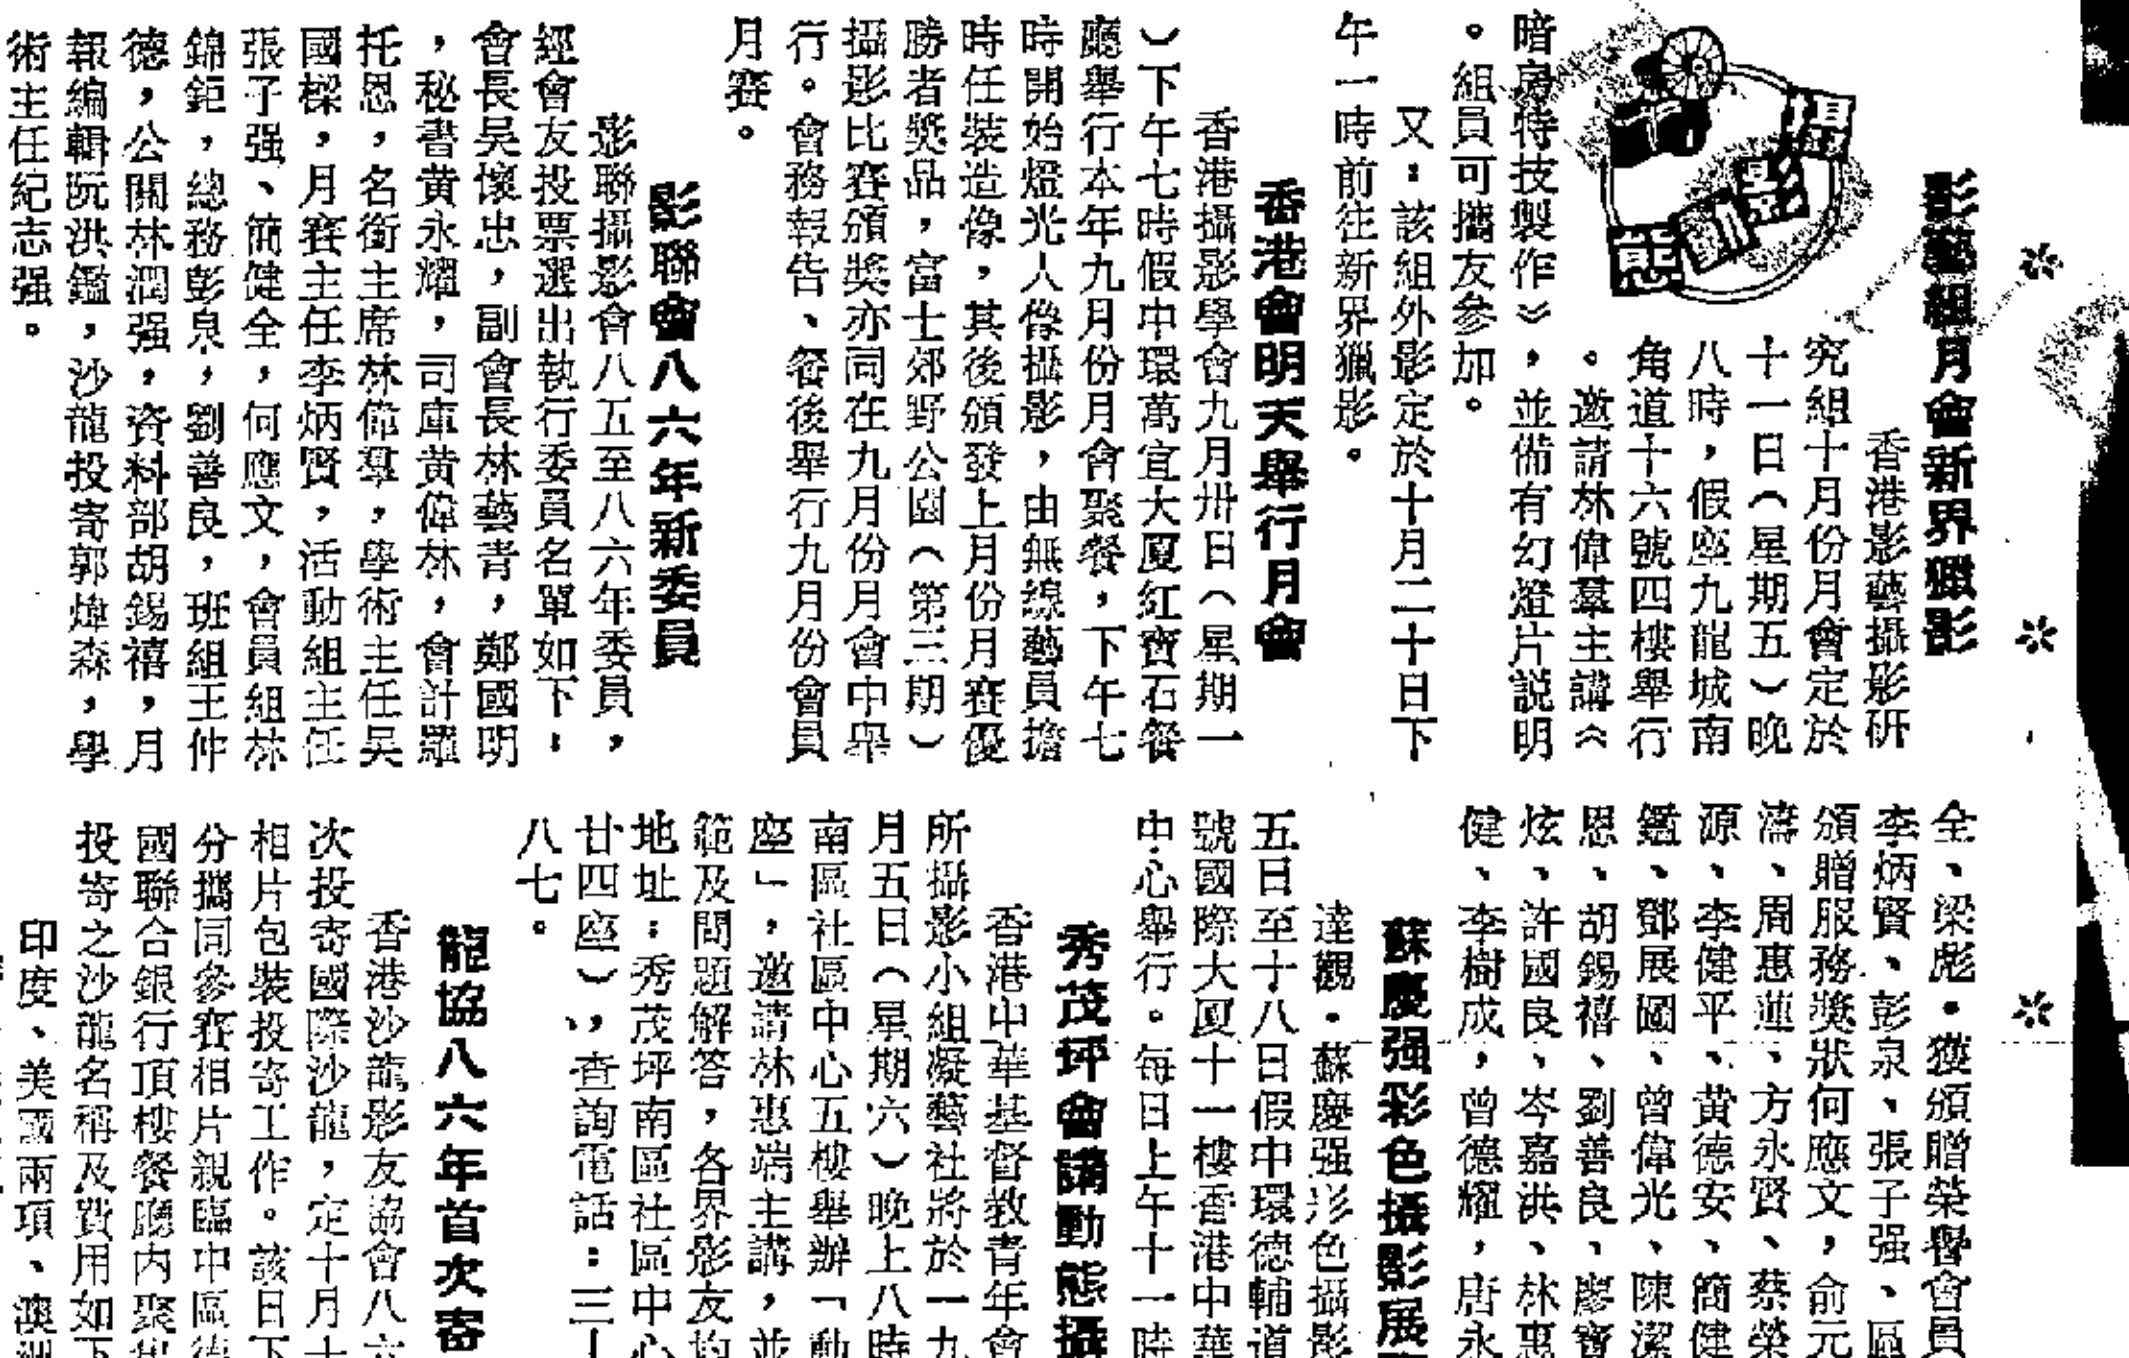 影藝組月會新界獵影
攝影動態
香港影藝攝影研
究組十月份月會定於
十一日（星期五）晚
八時，假座九龍城南
角道十六號四樓舉行
。邀請林偉羣主講《
暗房特技製作》，並備有幻燈片説明
。組員可攜友参加。
又：該組外影定於十月二十日下
午一時前往新界獵影。
香港會明天舉行月會
香港攝影學會九月卅日（星期一
）下午七時假中環萬宜大厦紅寶石餐
廳舉行本年九月份月會聚餐，下午七
時開始燈光人像攝影，由無線藝員擔
時任裝造像，其後頒發上月份月賽優
勝者獎品，富士郊野公園（第三期）
攝影比賽頒獎亦同在九月份月會中舉
行。會務報告、餐後舉行九月份會員
月賽。
影聯會八六年新委員
影聯攝影會八五至八六年委員，
經會友投票選出執行委員名單如下：
會長吴懷忠，副會長林藝青，鄭國明
，秘書黄永耀，司庫黄偉林，會計羅
托恩，名衡主席林偉羣，學術主任吴
國樑，月賽主任李炳賢，活動組主任
張子强、簡健全，何應文，會員組林
錦鉅，總務彭泉，劉善良，班組王仲
德，公關林潤强，資料部胡錫禧，月
報編輯阮洪鑑，沙龍投寄郭煒森，學
術主任紀志强。
全、梁彪。獲頒贈榮譽會員
李炳賢、彭泉、張子强、區
頒贈服務獎狀何應文，俞元
濤、周惠蓮、方永賢、蔡榮
源、李健平、黄德安、簡健
鑑、鄧展國、曾偉光、陳潔
恩、胡錫禧、劉善良、廖寶
炫、許國良、岑嘉洪、林惠
健、李樹成，曾德耀，唐永
蘇慶强彩色攝影展
達觀。蘇慶强彩色攝影
五日至十八日假中環德輔道
號國際大厦十一樓香港中華
中心舉行。每日上午十一時
秀茂坪會講動態攝
香港中華基督教青年會
所攝影小組凝藝社將於一九
月五日（星期六）晚上八時
南區社區中心五樓舉辦「動
座」，邀請林惠端主講，並
範及問題解答，各界影友均
地址：秀茂坪南區社區中心
廿四座），查詢電話：三
八七。
龍協八六年首次寄
香港沙龍影友協會八六
次投寄國際沙龍，定十月十
相片包裝投寄工作。該日下
分攜同參賽相片親臨中區德
國聯合銀行頂樓餐廳内聚集
投寄之沙龍名稱及費用如下
印度、美國兩項、澳洲